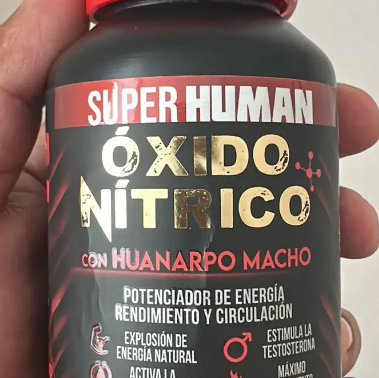 SUPER HUMAN
ÓXIDO
NÍTRICO
CON HUANARPO MACHO
POTENCIADOR DE ENERGÍA
RENDIMIENTO Y CIRCULACIÓN
EXPLOSIÓN DE
ENERGÍA NATURAL
ESTIMULA LA
TESTOSTERONA
ACTIVA LA
MÁXIMO